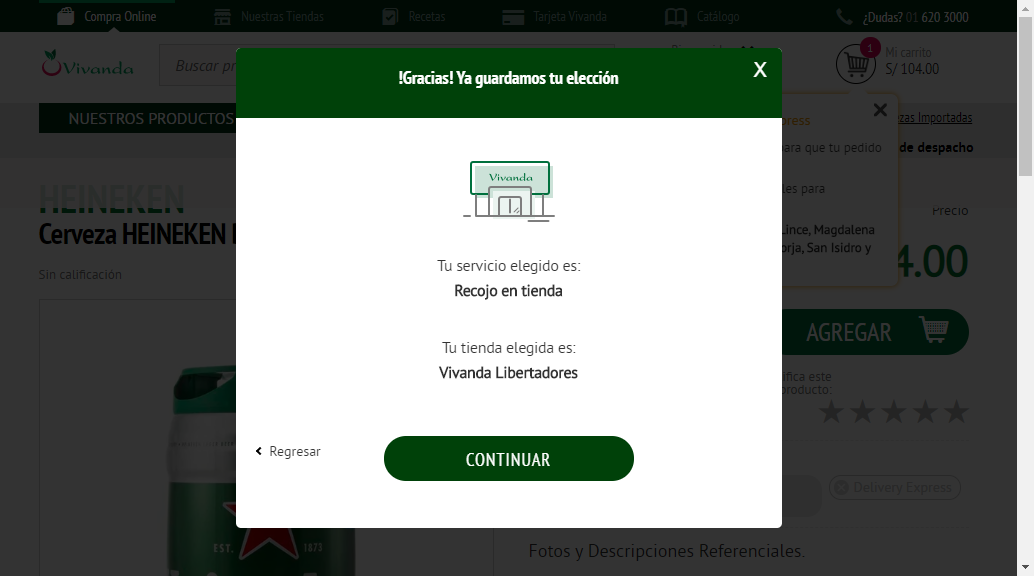 Compra Online
Nuestras Tiendas
Recetas
Tarjeta Vivanda
Catálogo
¿Dudas? 01 620 3000
Vivanda
Buscar pr
1
Mi carrito
S/ 104.00
!Gracias! Ya guardamos tu elección
X
NUESTROS PRODUCTOS
ress
ezas Importadas
ara que tu pedido
de despacho
les para
HEINEKEN
Cerveza HEINEKEN
Precio
Lince, Magdalena
orja, San Isidro y
4.00
Sin calificación
Vivanda
Tu servicio elegido es:
Recojo en tienda
Tu tienda elegida es:
Vivanda Libertadores
AGREGAR
ifica este
producto:
Regresar
CONTINUAR
Delivery Express
EST.
1873
Fotos y Descripciones Referenciales.